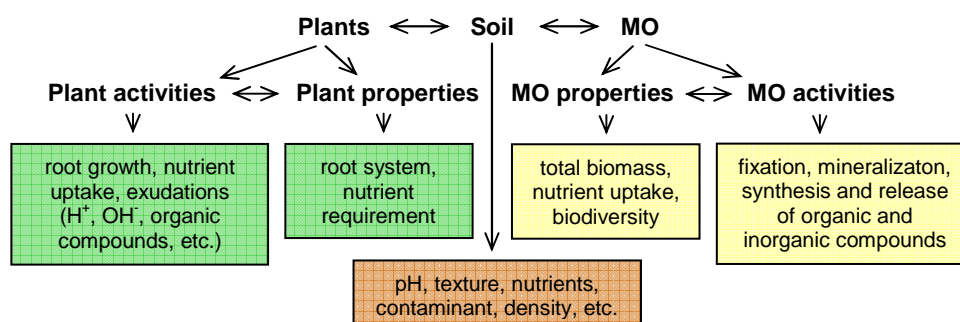 Plants Soil MO
Plant activities Plant properties MO properties MO activities
root growth, nutrient
uptake, exudations
(H⁺, OH⁻, organic
compounds, etc.)
root system,
nutrient
requirement
total biomass,
nutrient uptake,
biodiversity
fixation, mineralizaton,
synthesis and release
of organic and
inorganic compounds
pH, texture, nutrients,
contaminant, density, etc.